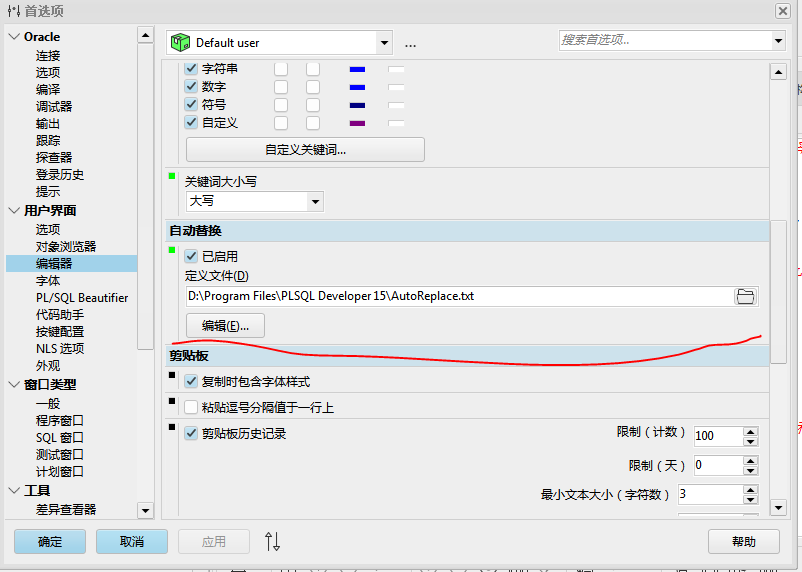 首选项
Oracle
连接
选项
编译
调试器
输出
跟踪
探查器
登录历史
提示
用户界面
选项
对象浏览器
编辑器
字体
PL/SQL Beautifier
代码助手
按键配置
NLS 选项
外观
窗口类型
一般
程序窗口
SQL 窗口
测试窗口
计划窗口
工具
差异查看器
Default user
...
搜索首选项...
字符串
数字
符号
自定义
自定义关键词...
关键词大小写
大写
自动替换
已启用
定义文件(D)
D:\Program Files\PLSQL Developer 15\AutoReplace.txt
编辑(E)...
剪贴板
复制时包含字体样式
粘贴逗号分隔值于一行上
剪贴板历史记录
限制（计数） 100
限制（天） 0
最小文本大小（字符数） 3
确定
取消
应用
帮助